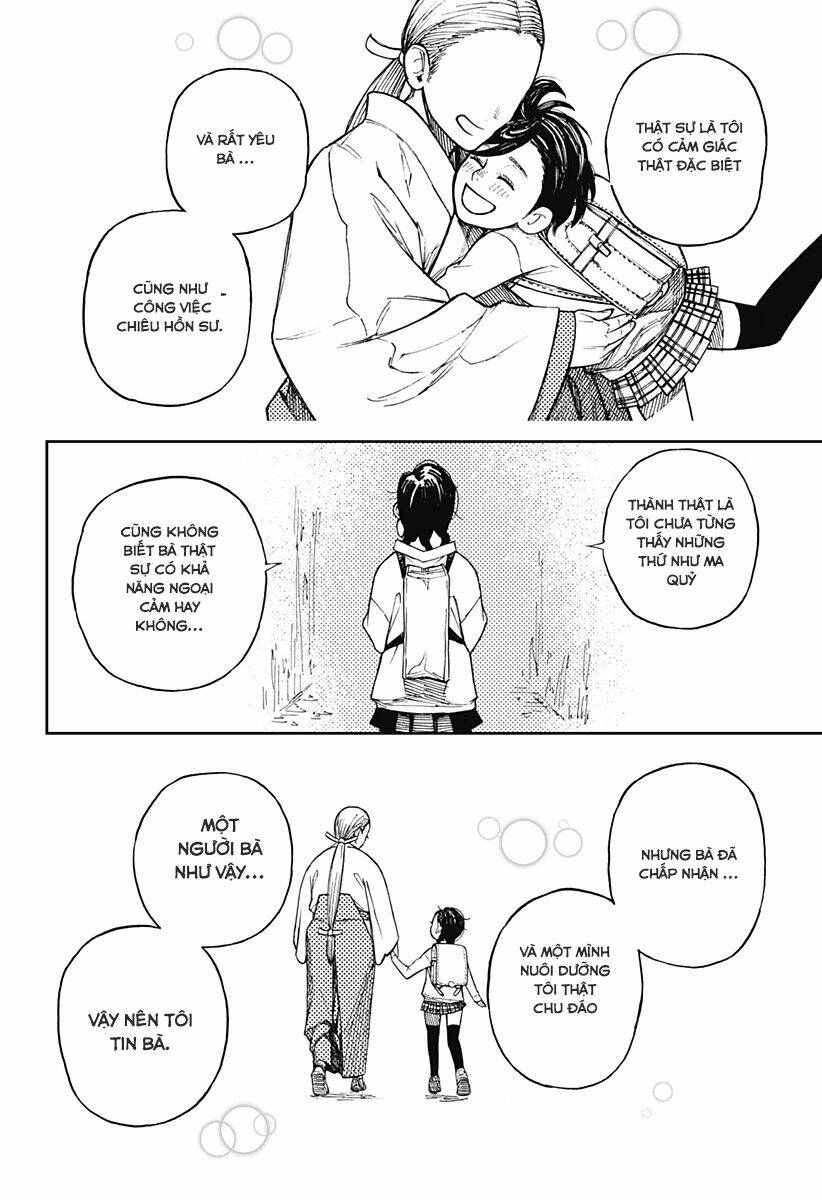 THẬT SỰ LÀ TÔI
CÓ CẢM GIÁC
THẬT ĐẶC BIỆT
VÀ RẤT YÊU
BÀ ...
CŨNG NHƯ
CÔNG VIỆC
CHIÊU HỒN SƯ.
THÀNH THẬT LÀ
TÔI CHƯA TỪNG
THẤY NHỮNG
THỨ NHƯ MA
QUỶ
CŨNG KHÔNG
BIẾT BÀ THẬT
SỰ CÓ KHẢ
NĂNG NGOẠI
CẢM HAY
KHÔNG...
NHƯNG BÀ ĐÃ
CHẤP NHẬN ...
VÀ MỘT MÌNH
NUÔI DƯỠNG
TÔI THẬT
CHU ĐÁO
MỘT
NGƯỜI BÀ
NHƯ VẬY...
VẬY NÊN TÔI
TIN BÀ.